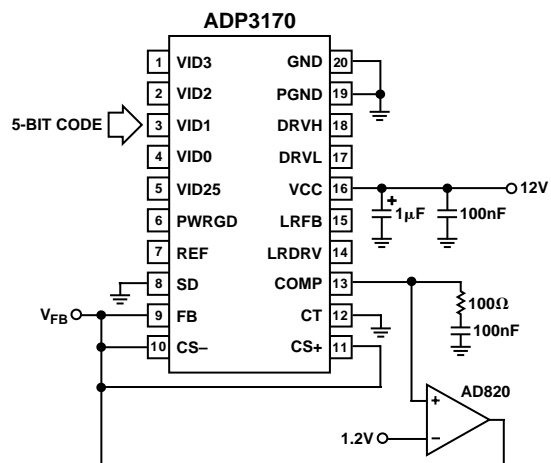 ADP3170
1 VID3 GND 20
2 VID2 PGND 19
5-BIT CODE 3 VID1 DRVH 18
4 VID0 DRVL 17
5 VID25 VCC 16 12V
+ 1μF 100nF
6 PWRGD LRFB 15
7 REF LRDRV 14
8 SD COMP 13
100Ω
VFB 9 FB CT 12 100nF
10 CS– CS+ 11
AD820
+
1.2V –